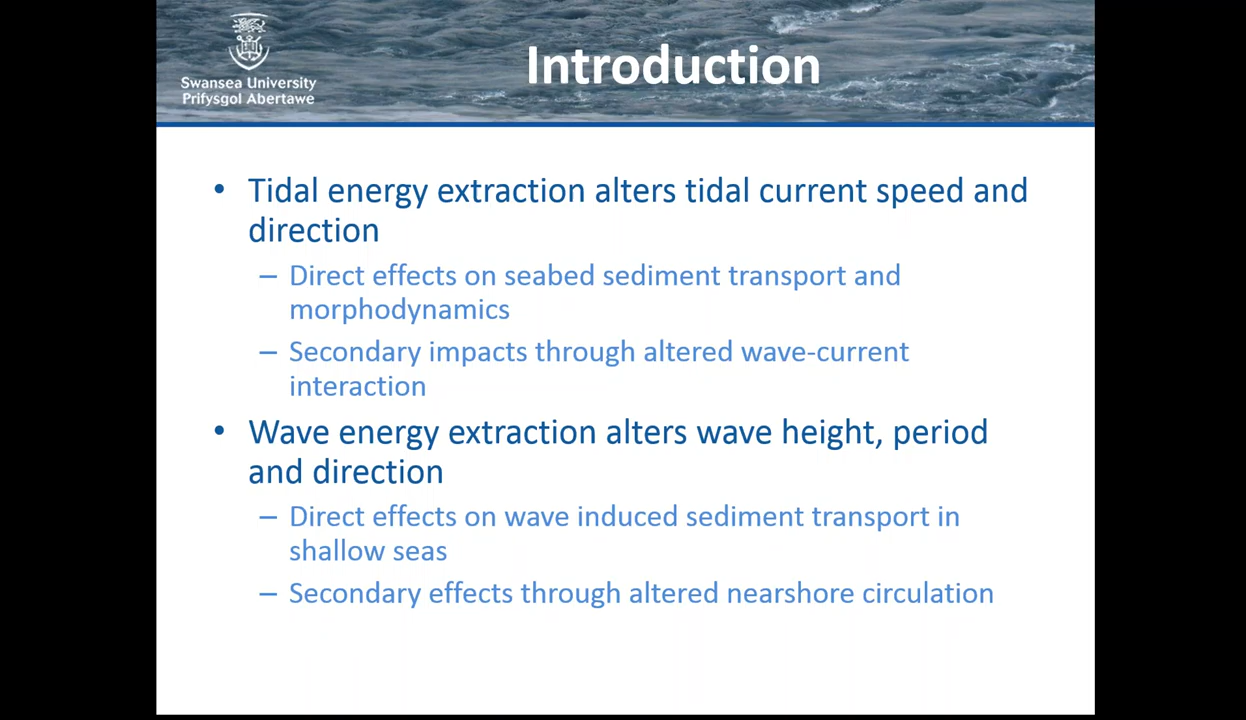 Swansea University
Prifysgol Abertawe
Introduction
• Tidal energy extraction alters tidal current speed and
direction
– Direct effects on seabed sediment transport and
morphodynamics
– Secondary impacts through altered wave-current
interaction
• Wave energy extraction alters wave height, period
and direction
– Direct effects on wave induced sediment transport in
shallow seas
– Secondary effects through altered nearshore circulation